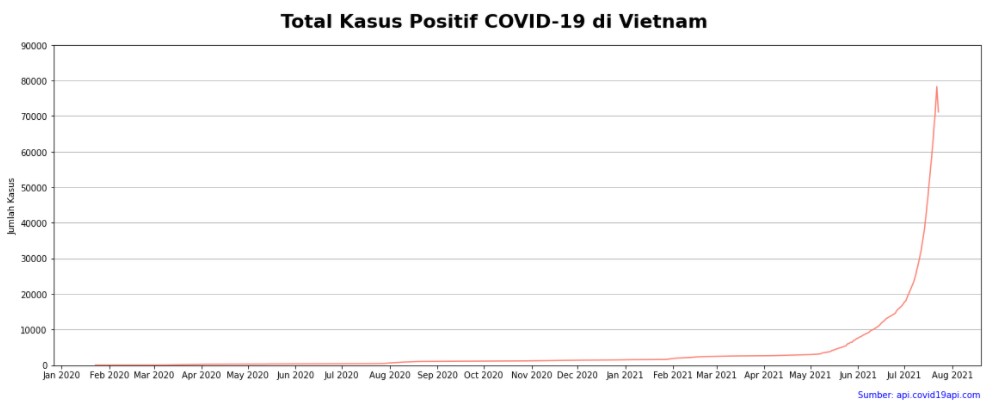 Total Kasus Positif COVID-19 di Vietnam
90000
80000
70000
60000
50000
40000
30000
20000
10000
0
Jumlah Kasus
Jan 2020 Feb 2020 Mar 2020 Apr 2020 May 2020 Jun 2020 Jul 2020 Aug 2020 Sep 2020 Oct 2020 Nov 2020 Dec 2020 Jan 2021 Feb 2021 Mar 2021 Apr 2021 May 2021 Jun 2021 Jul 2021 Aug 2021
Sumber: api.covid19api.com